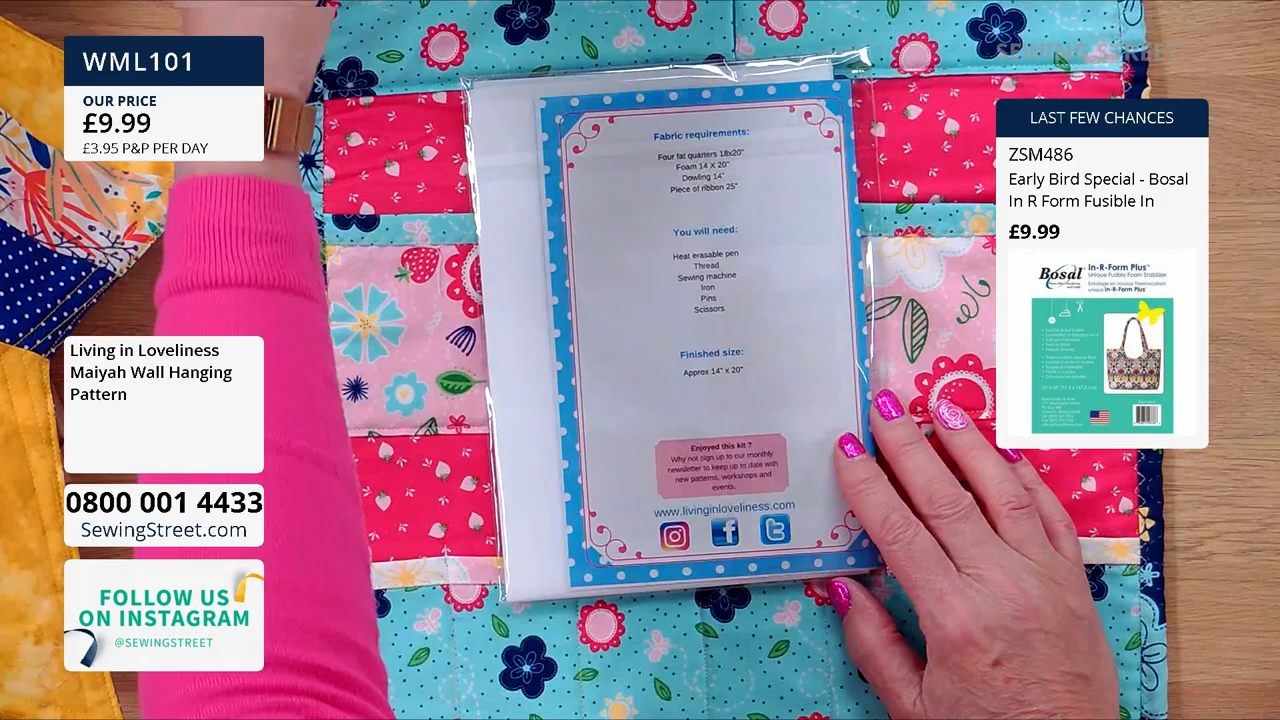 WML101
OUR PRICE
£9.99
£3.95 P&P PER DAY
Living in Loveliness
Maiyah Wall Hanging
Pattern
0800 001 4433
SewingStreet.com
FOLLOW US
ON INSTAGRAM
@SEWINGSTREET
Fabric requirements:
Four fat quarters 18x20"
Foam 14 X 20"
Dowling 14"
Piece of ribbon 25"
You will need:
Heat erasable pen
Thread
Sewing machine
Iron
Pins
Scissors
Finished size:
Approx 14" x 20"
Enjoyed this kit ?
Why not sign up to our monthly
newsletter to keep up to date with
new patterns, workshops and
events.
www.livinginloveliness.com
SEWING STREET
LAST FEW CHANCES
ZSM486
Early Bird Special - Bosal
In R Form Fusible In
£9.99
Bosal
In-R-Form Plus™
Unique Fusible Foam Stabilizer